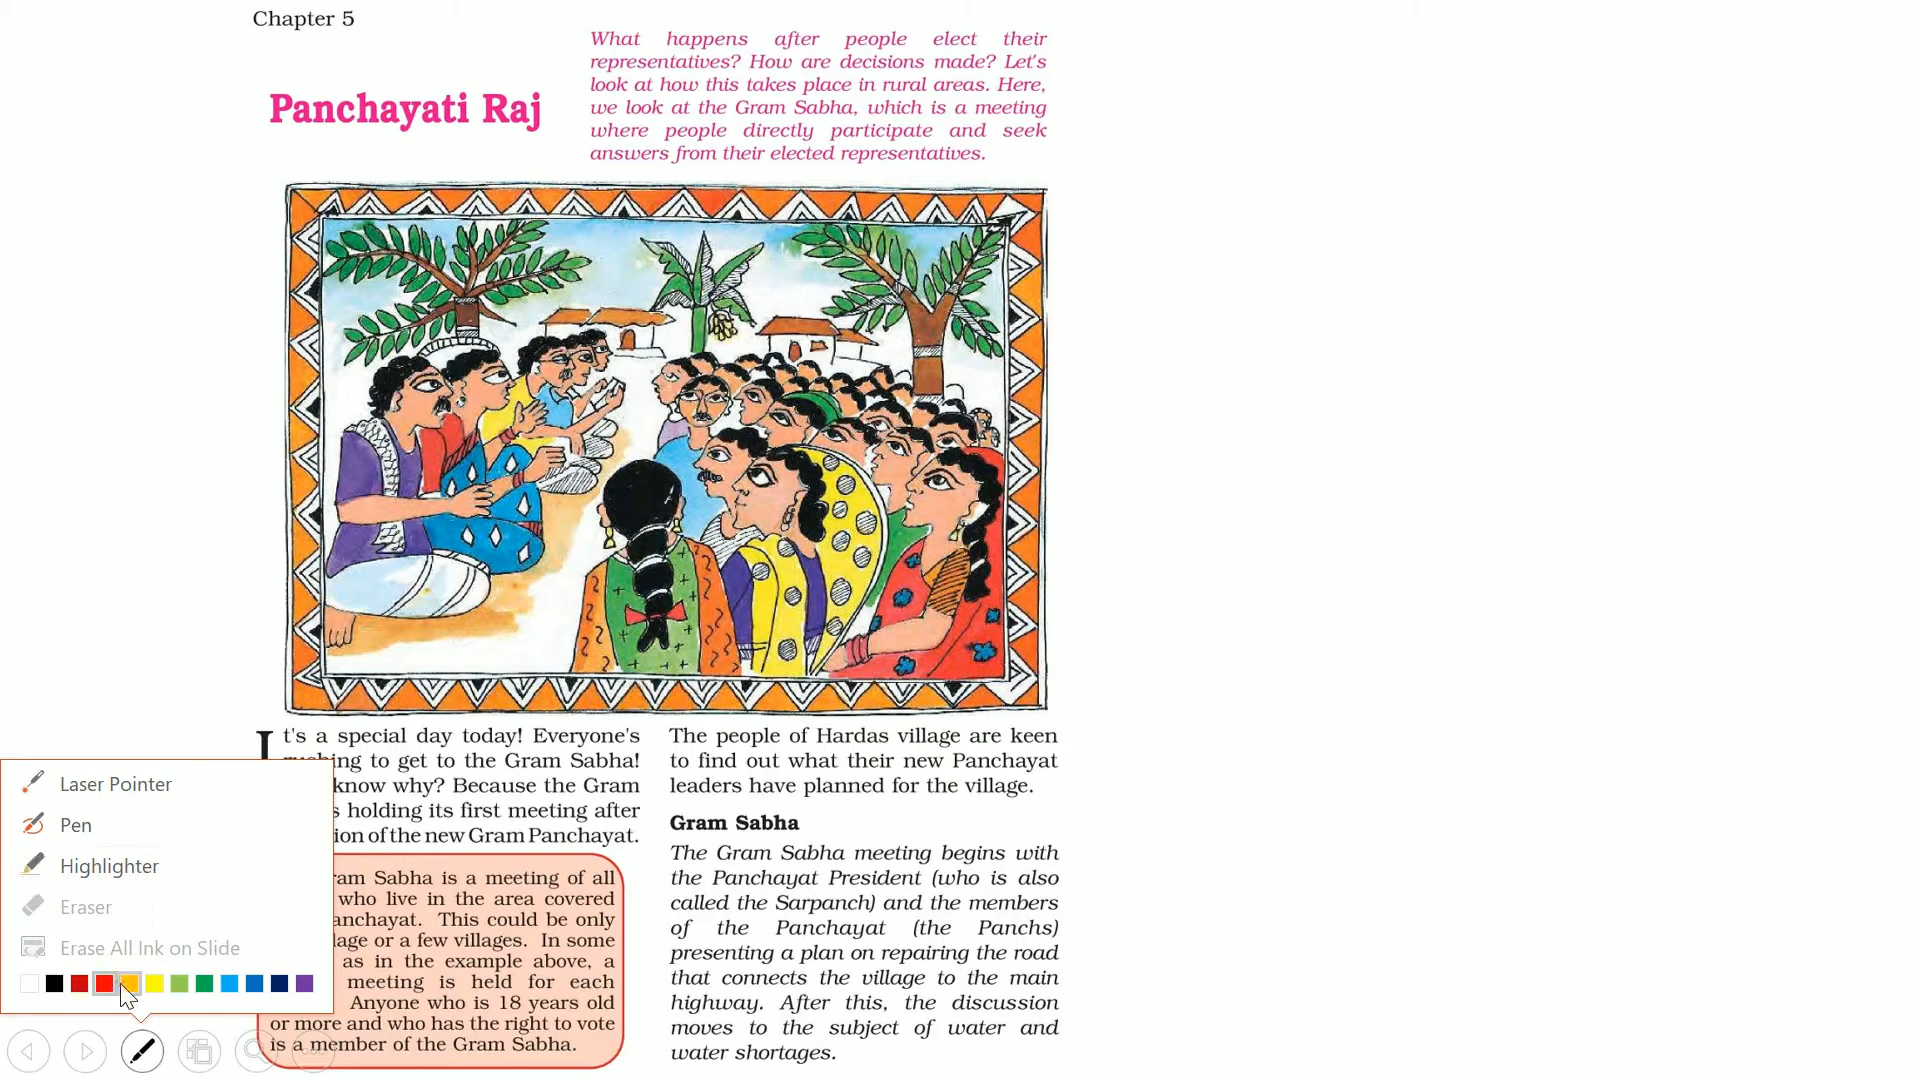 Chapter 5
Panchayati Raj
What happens after people elect their
representatives? How are decisions made? Let's
look at how this takes place in rural areas. Here,
we look at the Gram Sabha, which is a meeting
where people directly participate and seek
answers from their elected representatives.
It's a special day today! Everyone's
to get to the Gram Sabha!
know why? Because the Gram
holding its first meeting after
of the new Gram Panchayat.
Sabha is a meeting of all
who live in the area covered
This could be only
or a few villages. In some
as in the example above, a
meeting is held for each
Anyone who is 18 years old
or more and who has the right to vote
is a member of the Gram Sabha.
The people of Hardas village are keen
to find out what their new Panchayat
leaders have planned for the village.
Gram Sabha
The Gram Sabha meeting begins with
the Panchayat President (who is also
called the Sarpanch) and the members
of the Panchayat (the Panchs)
presenting a plan on repairing the road
that connects the village to the main
highway. After this, the discussion
moves to the subject of water and
water shortages.
Laser Pointer
Pen
Highlighter
Eraser
Erase All Ink on Slide